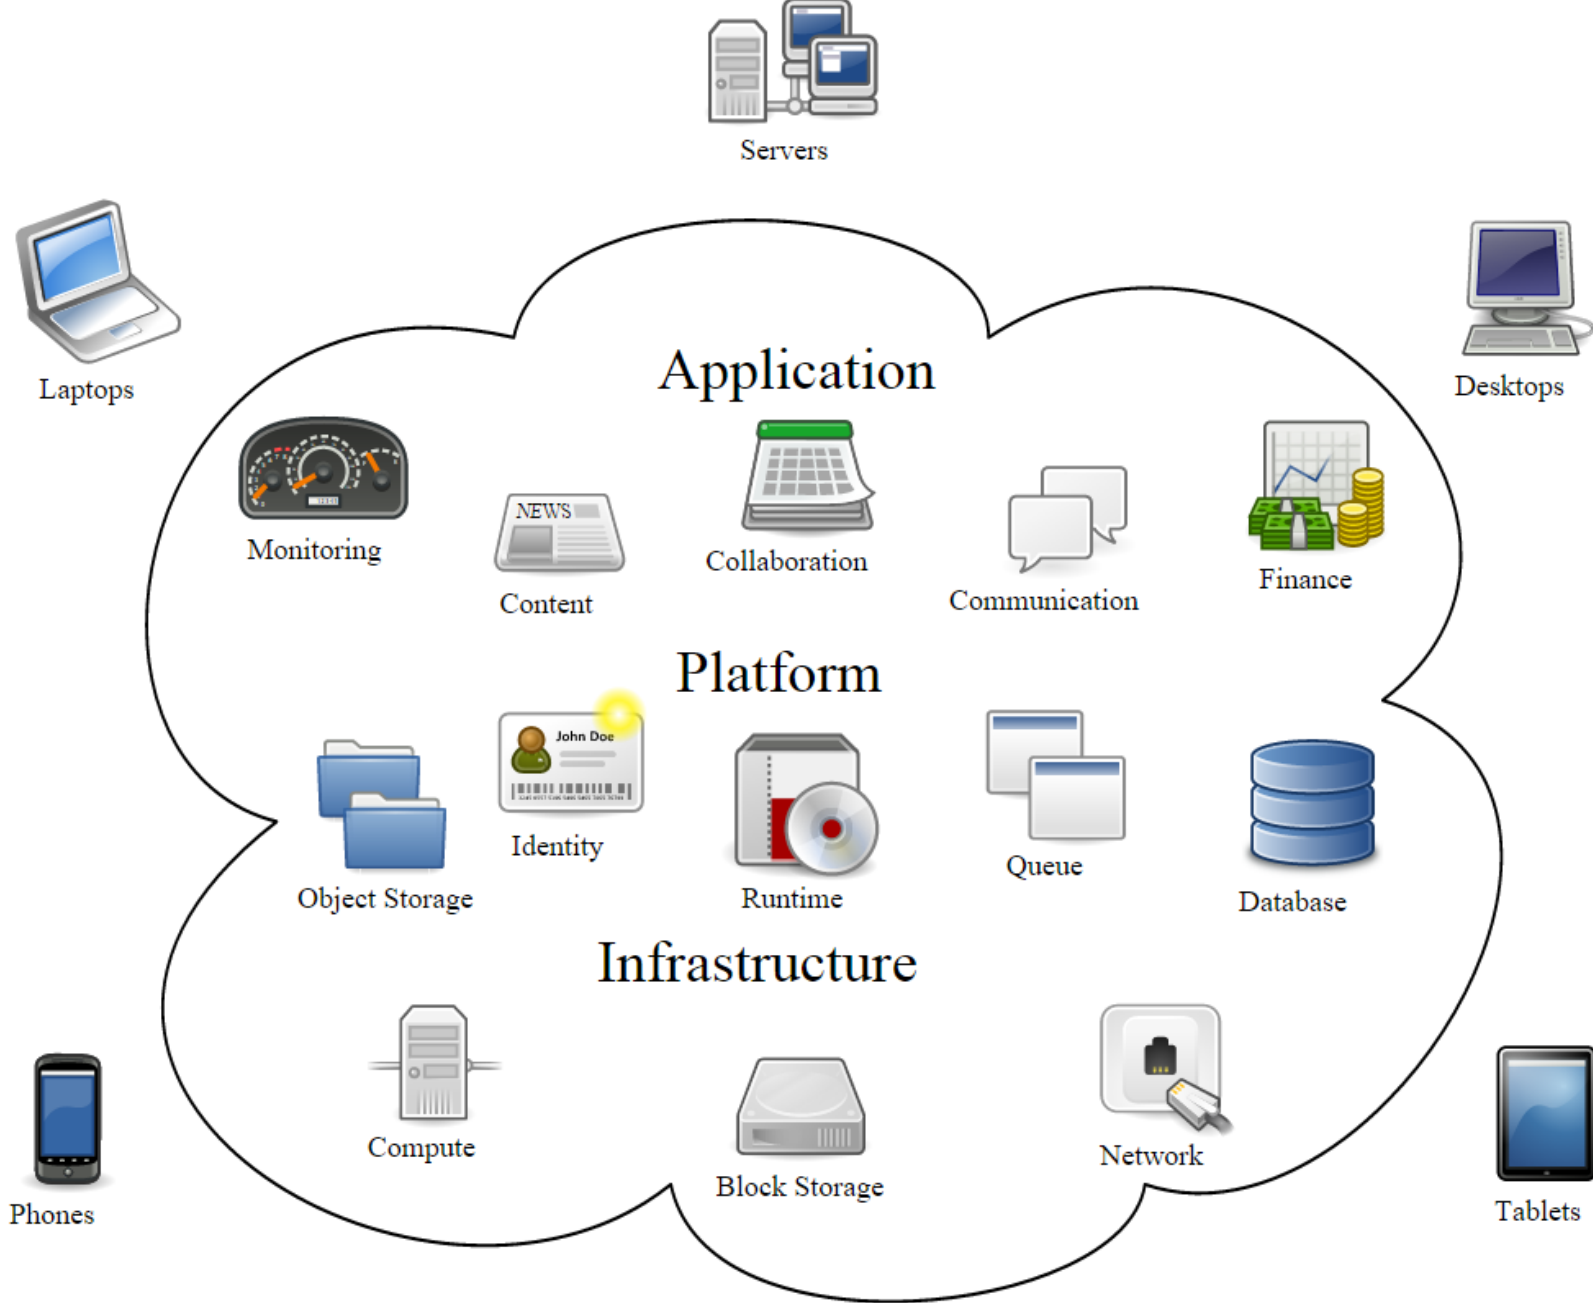 Servers
Laptops
Desktops
Application
Monitoring
NEWS
Content
Collaboration
Communication
Finance
Platform
Object Storage
John Doe
Identity
Runtime
Queue
Database
Infrastructure
Compute
Block Storage
Network
Phones
Tablets